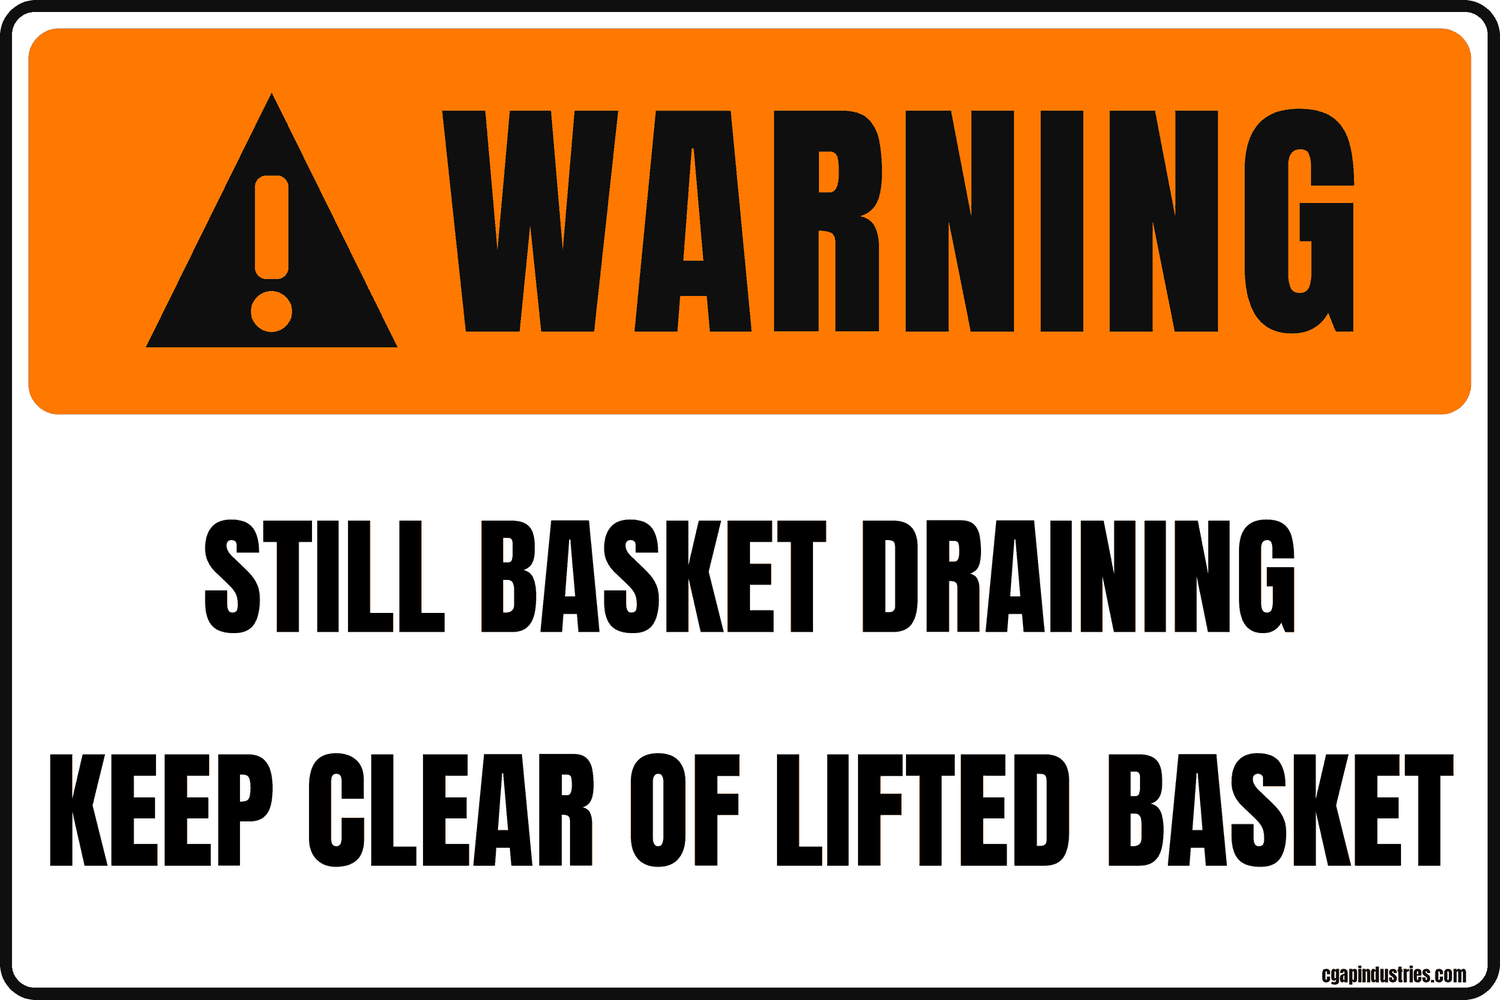 WARNING
STILL BASKET DRAINING
KEEP CLEAR OF LIFTED BASKET
cgapindustries.com